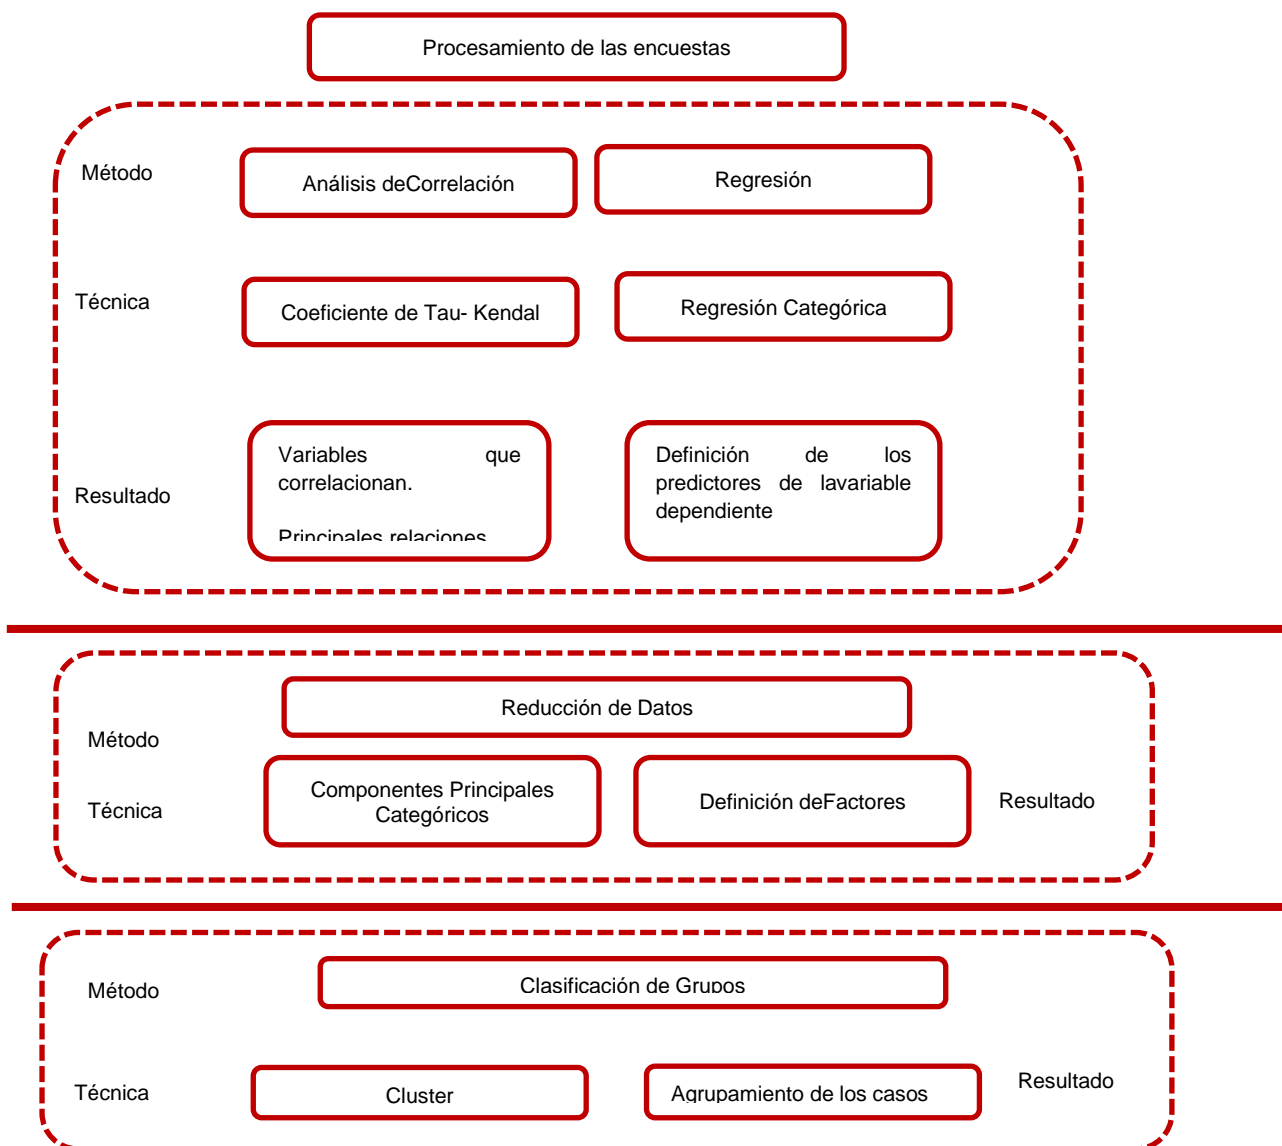 Procesamiento de las encuestas
Método
Análisis deCorrelación
Regresión
Técnica
Coeficiente de Tau- Kendal
Regresión Categórica
Resultado
Variables que
correlacionan.
Principales relaciones
Definición de los
predictores de lavariable
dependiente
Reducción de Datos
Método
Componentes Principales
Categóricos
Definición deFactores
Resultado
Técnica
Método
Clasificación de Grupos
Técnica
Cluster
Agrupamiento de los casos
Resultado